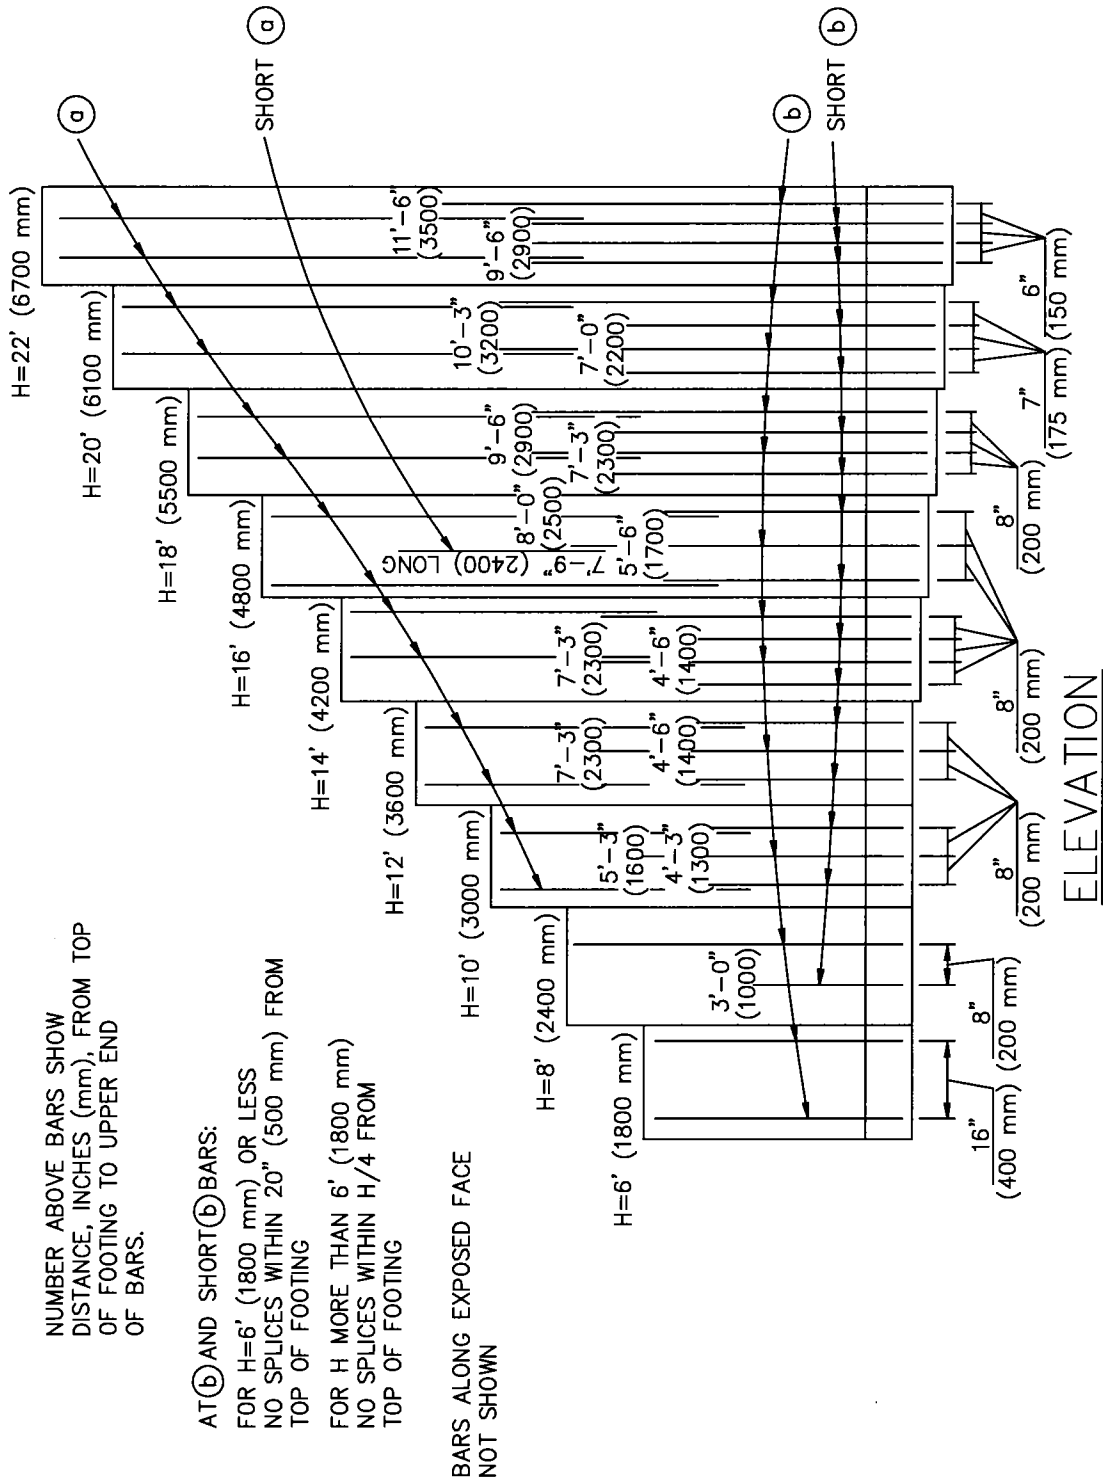 NUMBER ABOVE BARS SHOW
DISTANCE, INCHES (mm), FROM TOP
OF FOOTING TO UPPER END
OF BARS.
AT ⓑ AND SHORT ⓑ BARS:
FOR H=6' (1800 mm) OR LESS
NO SPLICES WITHIN 20" (500 mm) FROM
TOP OF FOOTING
FOR H MORE THAN 6' (1800 mm)
NO SPLICES WITHIN H/4 FROM
TOP OF FOOTING
BARS ALONG EXPOSED FACE
NOT SHOWN
H=22' (6700 mm)
H=20' (6100 mm)
H=18' (5500 mm)
H=16' (4800 mm)
H=14' (4200 mm)
H=12' (3600 mm)
H=10' (3000 mm)
H=8' (2400 mm)
H=6' (1800 mm)
ⓐ
SHORT ⓐ
ⓑ
SHORT ⓑ
11'-6"
(3500)
9'-6"
(2900)
10'-3"
(3200)
7'-0"
(2200)
9'-6"
(2900)
7'-3"
(2300)
8'-0"
(2500)
7'-9" (2400) LONG
5'-6"
(1700)
7'-3"
(2300)
4'-6"
(1400)
7'-3"
(2300)
4'-6"
(1400)
5'-3"
(1600)
4'-3"
(1300)
3'-0"
(1000)
16"
(400 mm)
8"
(200 mm)
8"
(200 mm)
8"
(200 mm)
8"
(200 mm)
7"
(175 mm)
6"
(150 mm)
ELEVATION